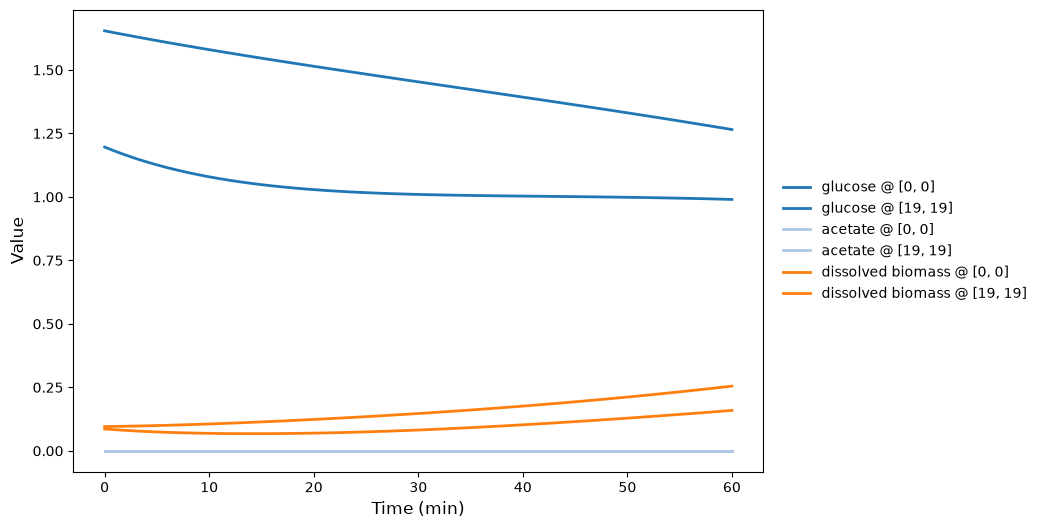 1.50
1.25
1.00
0.75
0.50
0.25
0.00
Value
0 10 20 30 40 50 60
Time (min)
glucose @ [0, 0]
glucose @ [19, 19]
acetate @ [0, 0]
acetate @ [19, 19]
dissolved biomass @ [0, 0]
dissolved biomass @ [19, 19]